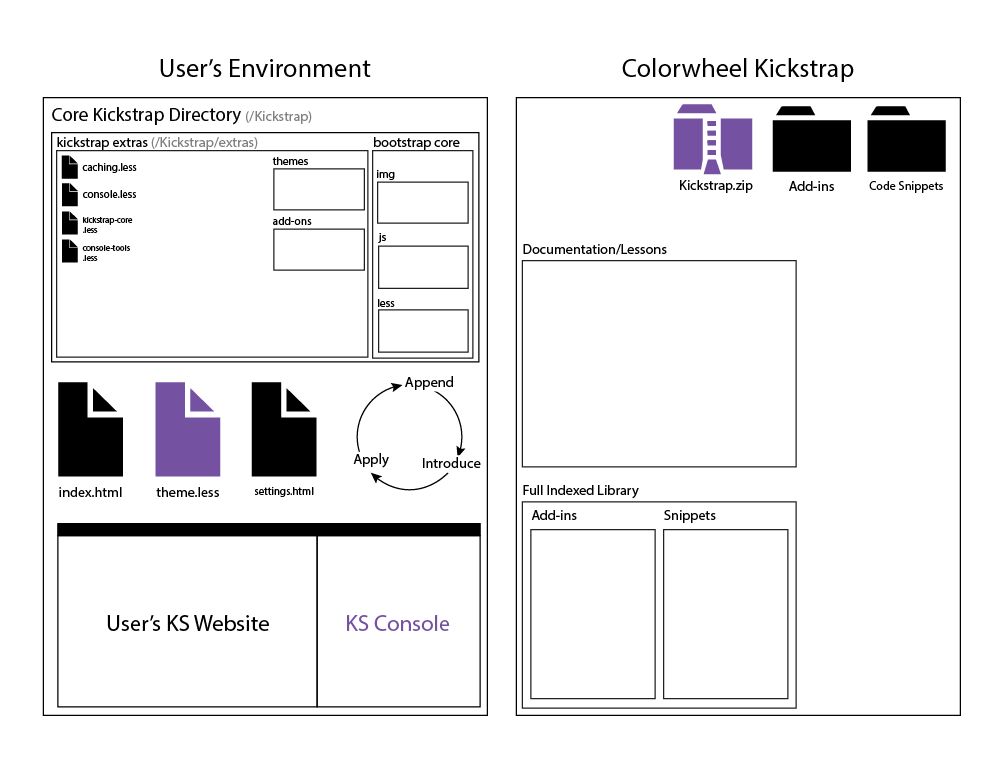 User's Environment
Core Kickstrap Directory (/Kickstrap)
kickstrap extras (/Kickstrap/extras)
caching.less
console.less
kickstrap-core
.less
console-tools
.less
themes
add-ons
bootstrap core
img
js
less
index.html
theme.less
settings.html
Append
Introduce
Apply
User's KS Website
KS Console
Colorwheel Kickstrap
Kickstrap.zip
Add-ins
Code Snippets
Documentation/Lessons
Full Indexed Library
Add-ins
Snippets